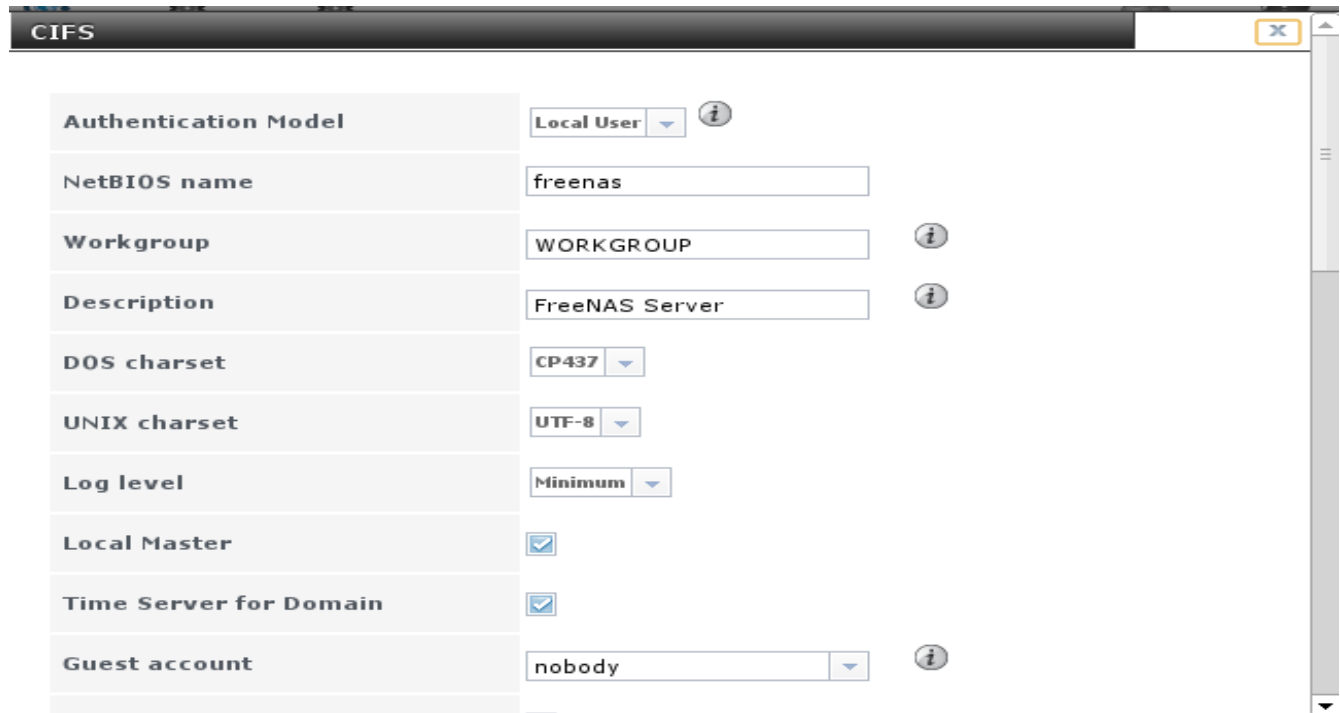 CIFS
Authentication Model Local User
NetBIOS name freenas
Workgroup WORKGROUP
Description FreeNAS Server
DOS charset CP437
UNIX charset UTF-8
Log level Minimum
Local Master
Time Server for Domain
Guest account nobody